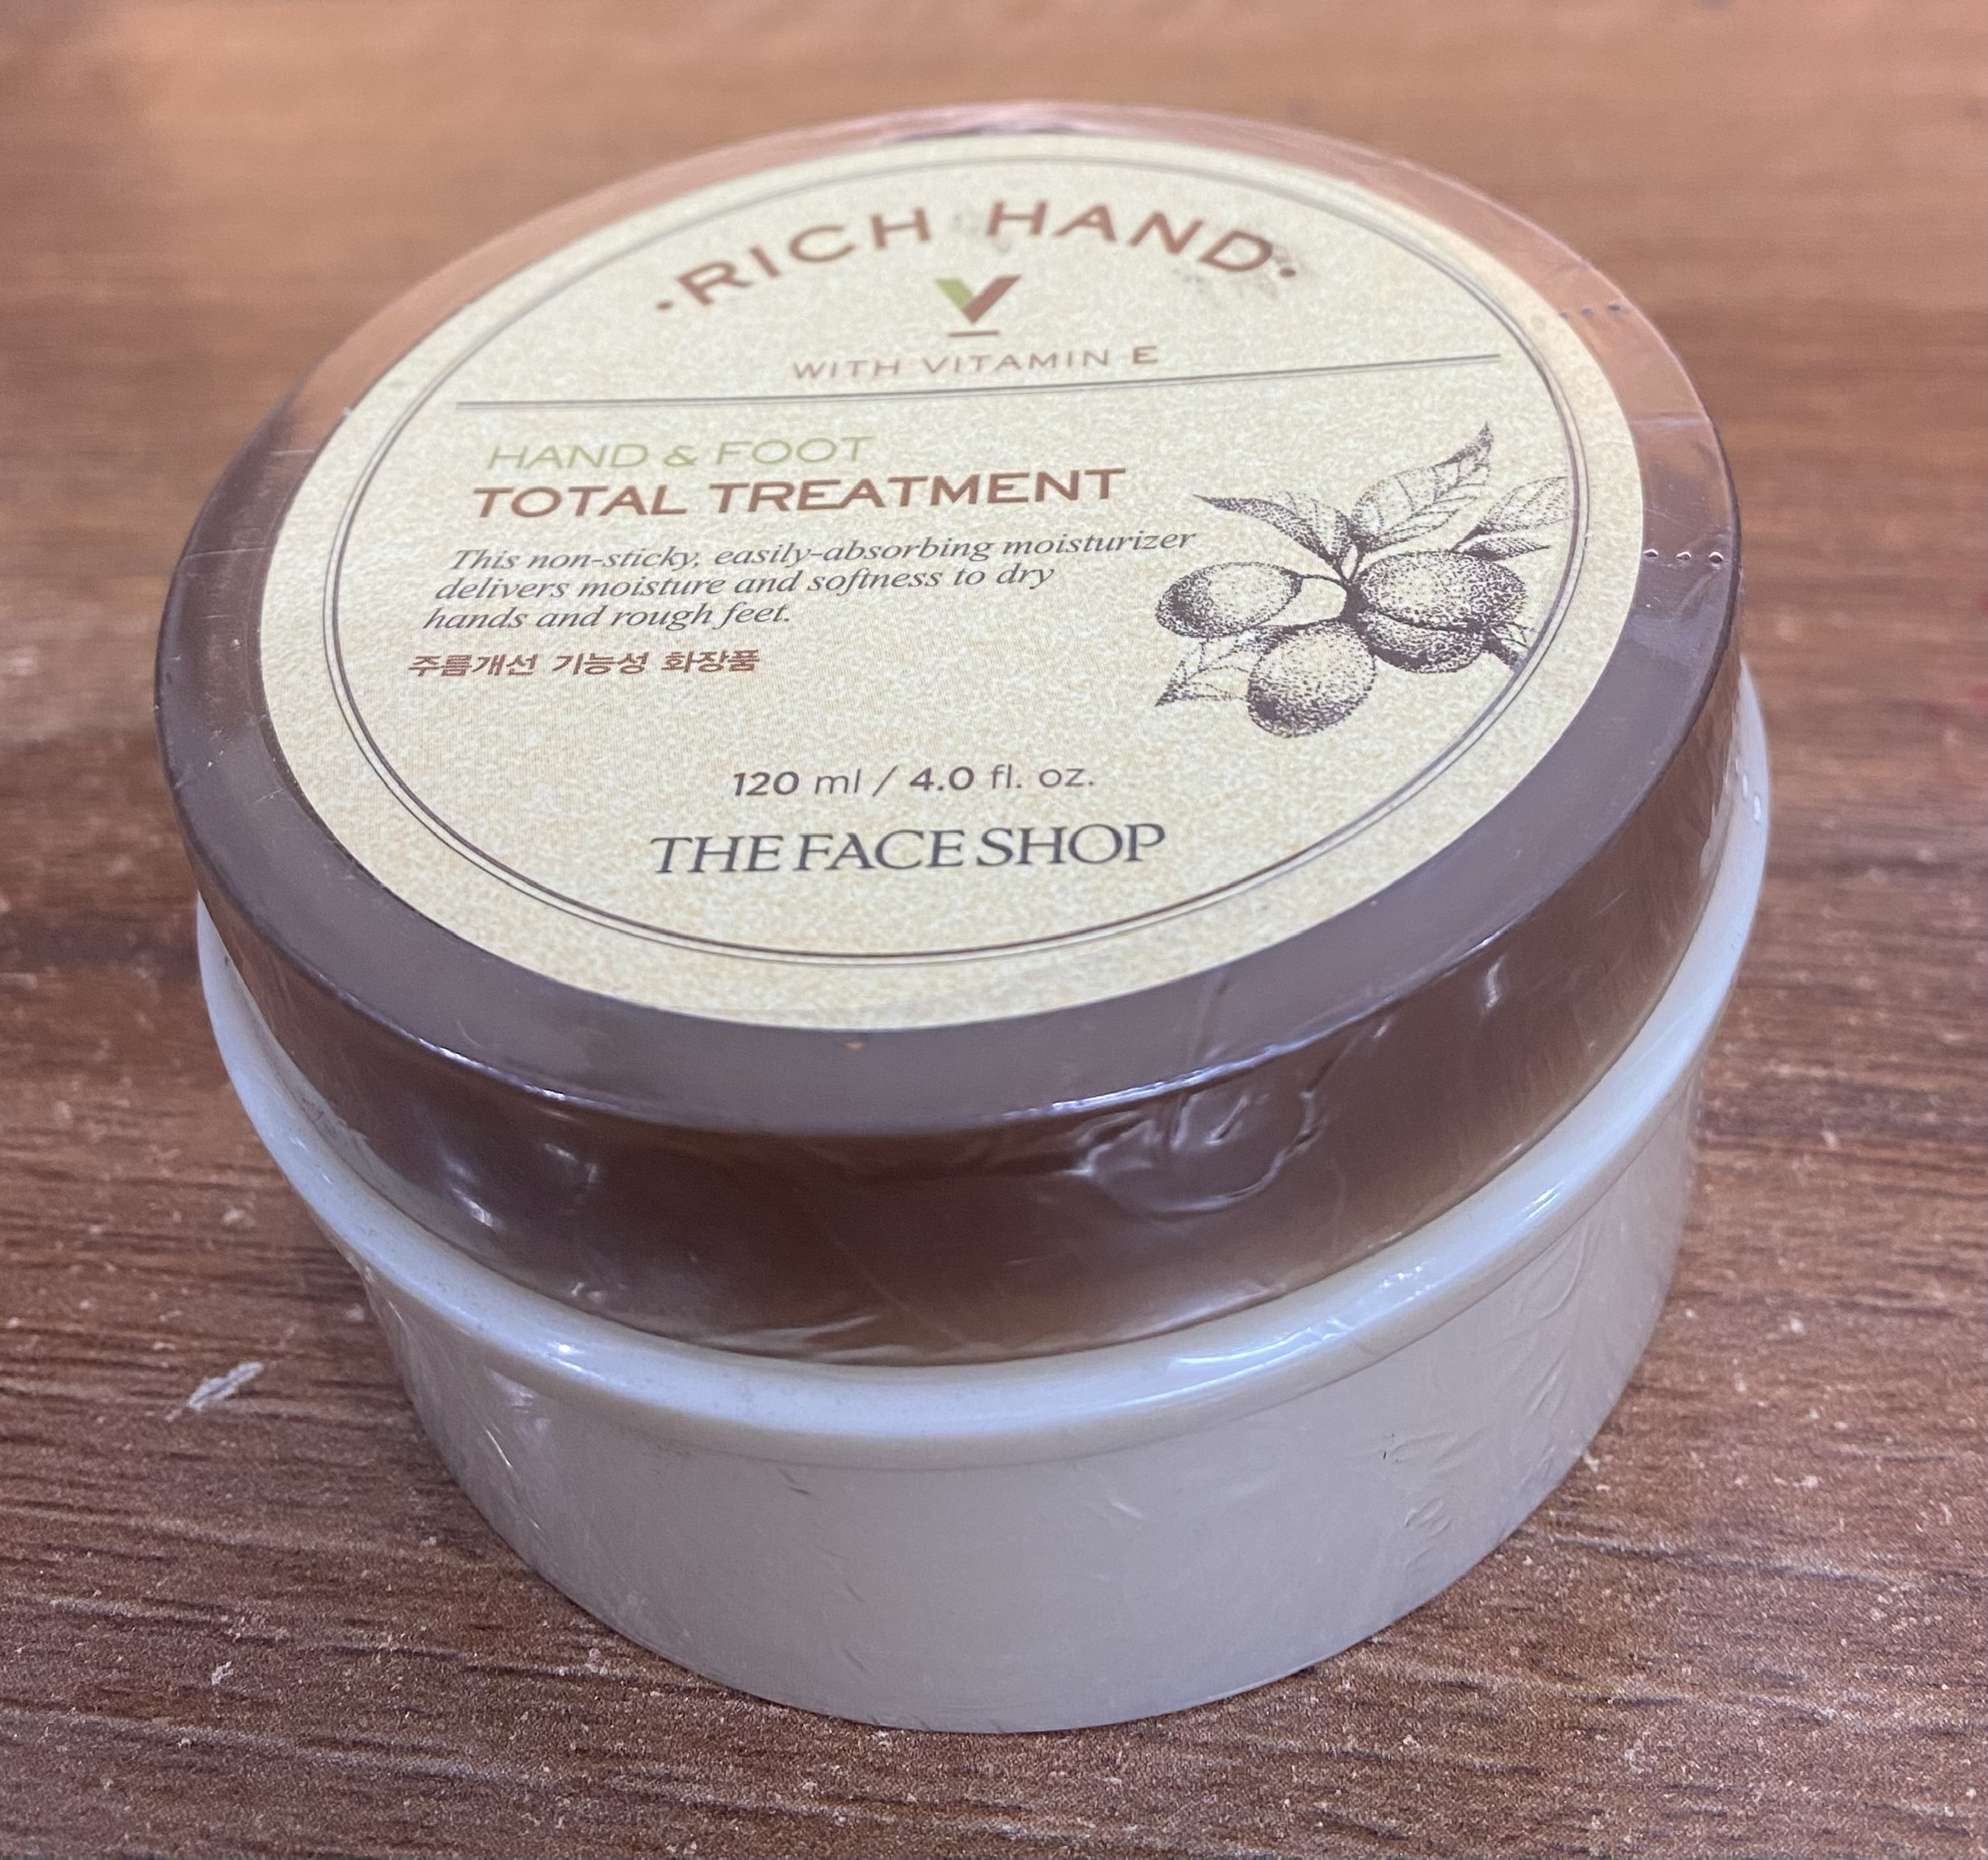 ·RICH HAND·
V
WITH VITAMIN E
HAND & FOOT
TOTAL TREATMENT
This non-sticky, easily-absorbing moisturizer
delivers moisture and softness to dry
hands and rough feet.
주름개선 기능성 화장품
120 ml / 4.0 fl. oz.
THE FACE SHOP